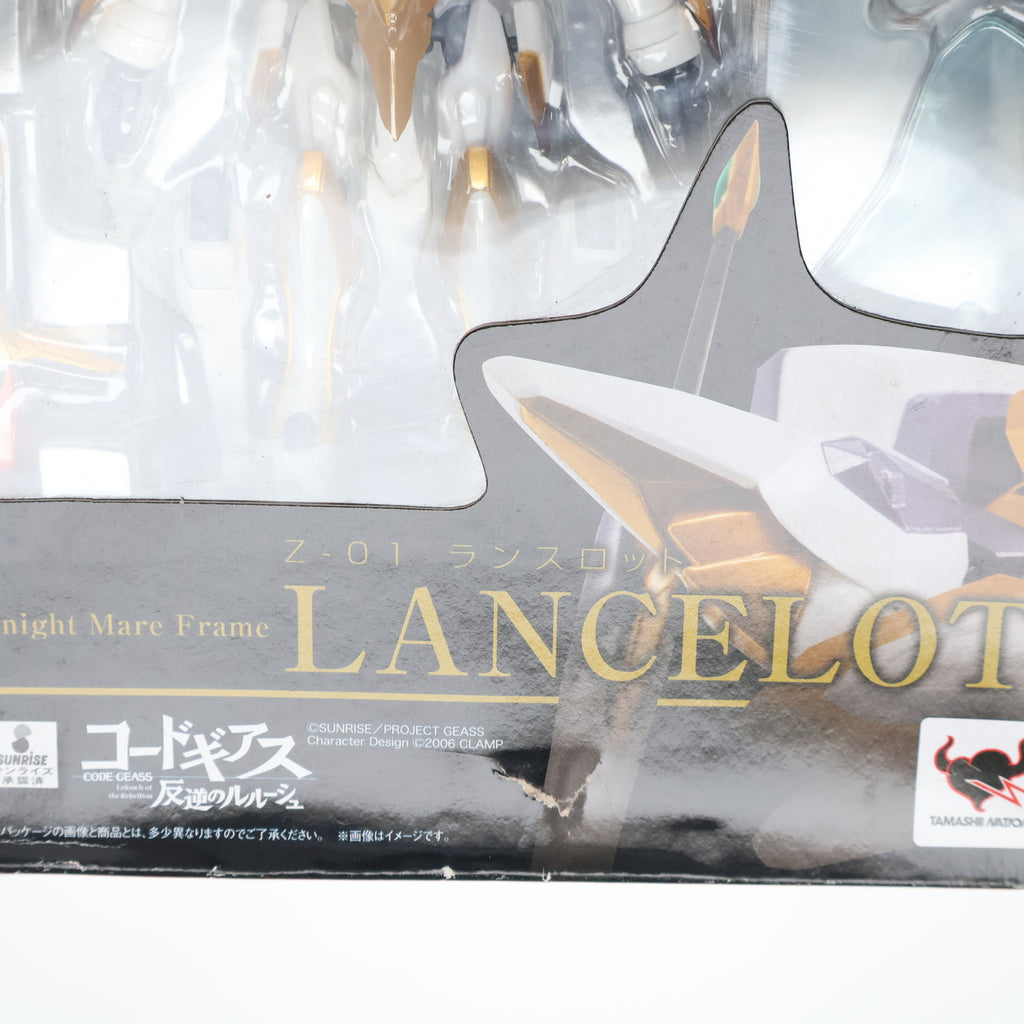 Z-01 ランスロット
night Mare Frame
LANCELOT
SUNRISE
サンライズ
承認済
コードギアス
CODE GEASS
Lelouch of
the Rebellion
反逆のルルーシュ
©SUNRISE／PROJECT GEASS
Character Design ©2006 CLAMP
パッケージの画像と商品とは、多少異なりますのでご了承ください。 ※画像はイメージです。
TAMASHII NATION